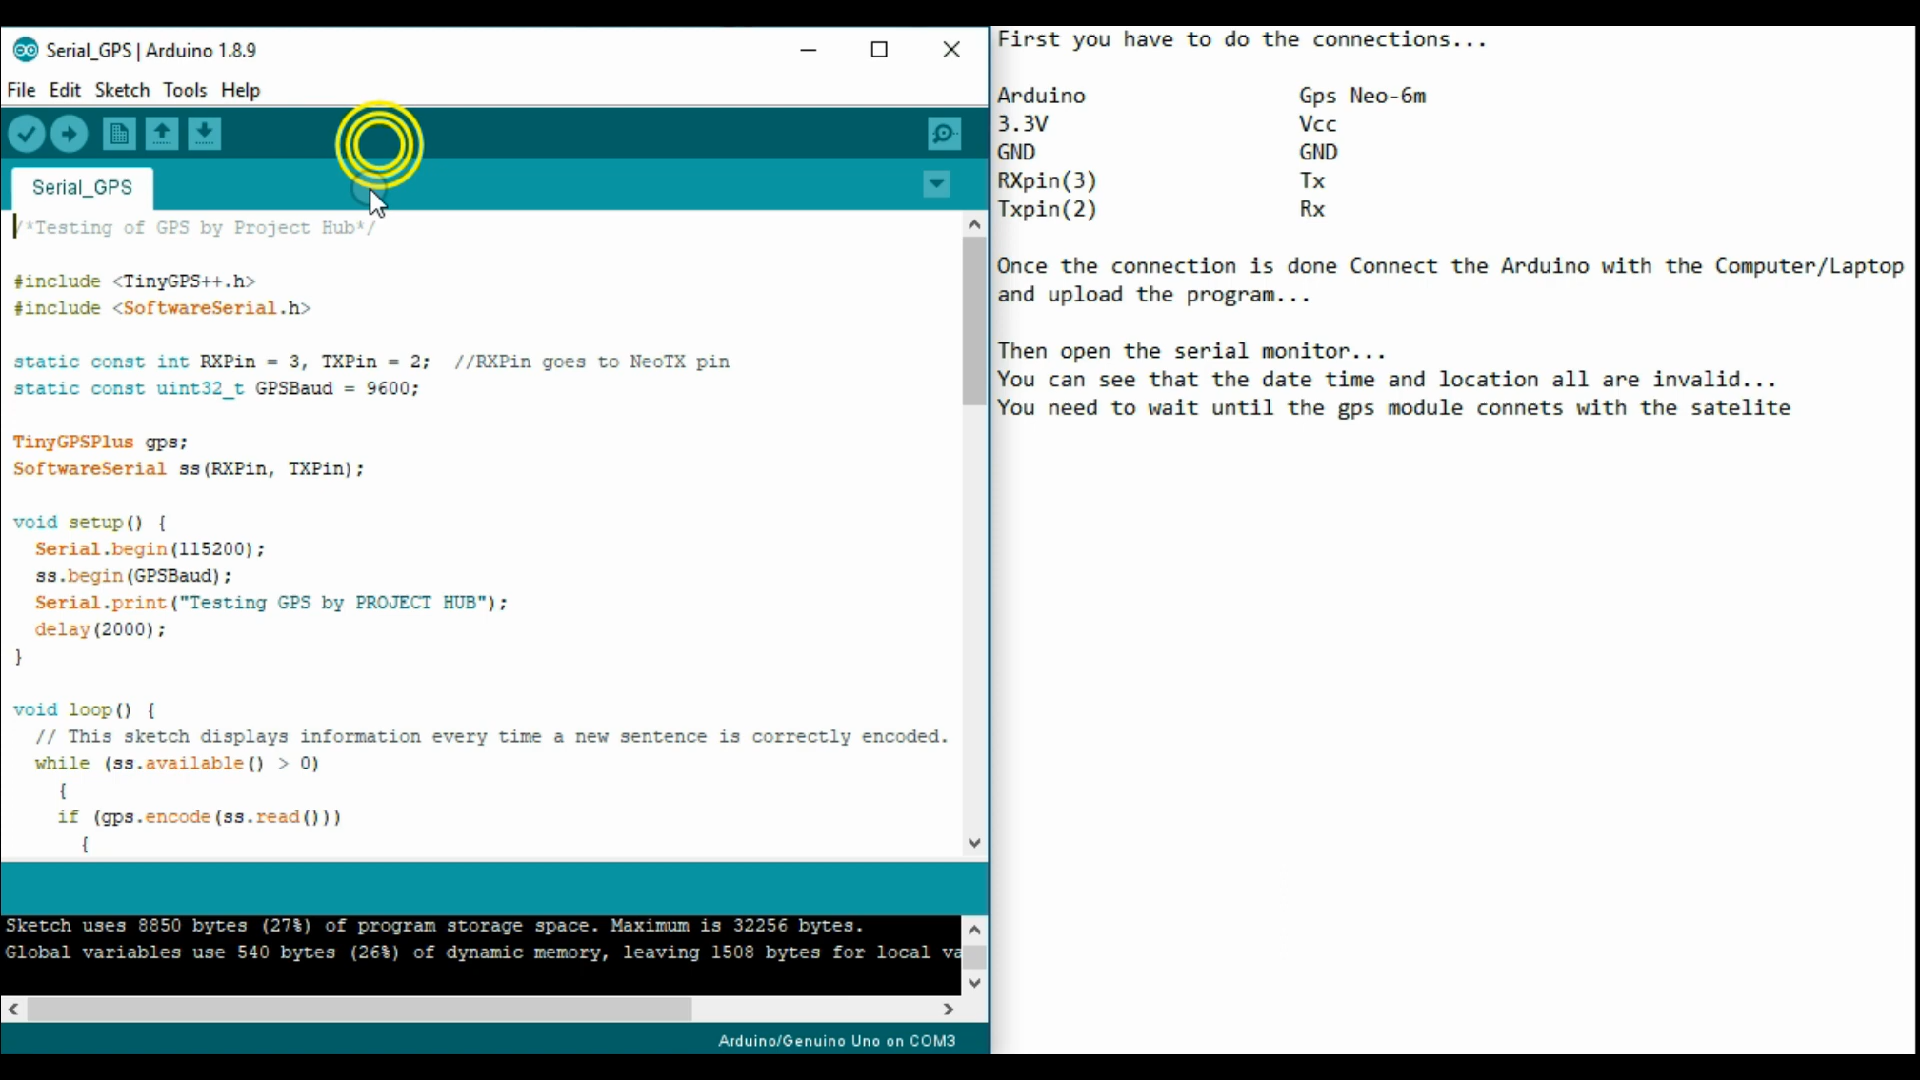 Serial_GPS | Arduino 1.8.9
File Edit Sketch Tools Help
Serial_GPS
/*Testing of GPS by Project Hub*/
#include <TinyGPS++.h>
#include <SoftwareSerial.h>
static const int RXPin = 3, TXPin = 2;  //RXPin goes to NeoTX pin
static const uint32_t GPSBaud = 9600;
TinyGPSPlus gps;
SoftwareSerial ss(RXPin, TXPin);
void setup() {
Serial.begin(115200);
ss.begin(GPSBaud);
Serial.print("Testing GPS by PROJECT HUB");
delay(2000);
}
void loop() {
// This sketch displays information every time a new sentence is correctly encoded.
while (ss.available() > 0)
{
if (gps.encode(ss.read()))
{
Sketch uses 8850 bytes (27%) of program storage space. Maximum is 32256 bytes.
Global variables use 540 bytes (26%) of dynamic memory, leaving 1508 bytes for local va
Arduino/Genuino Uno on COM3
First you have to do the connections...
Arduino Gps Neo-6m
3.3V Vcc
GND GND
RXpin(3) Tx
Txpin(2) Rx
Once the connection is done Connect the Arduino with the Computer/Laptop
and upload the program...
Then open the serial monitor...
You can see that the date time and location all are invalid...
You need to wait until the gps module connets with the satelite